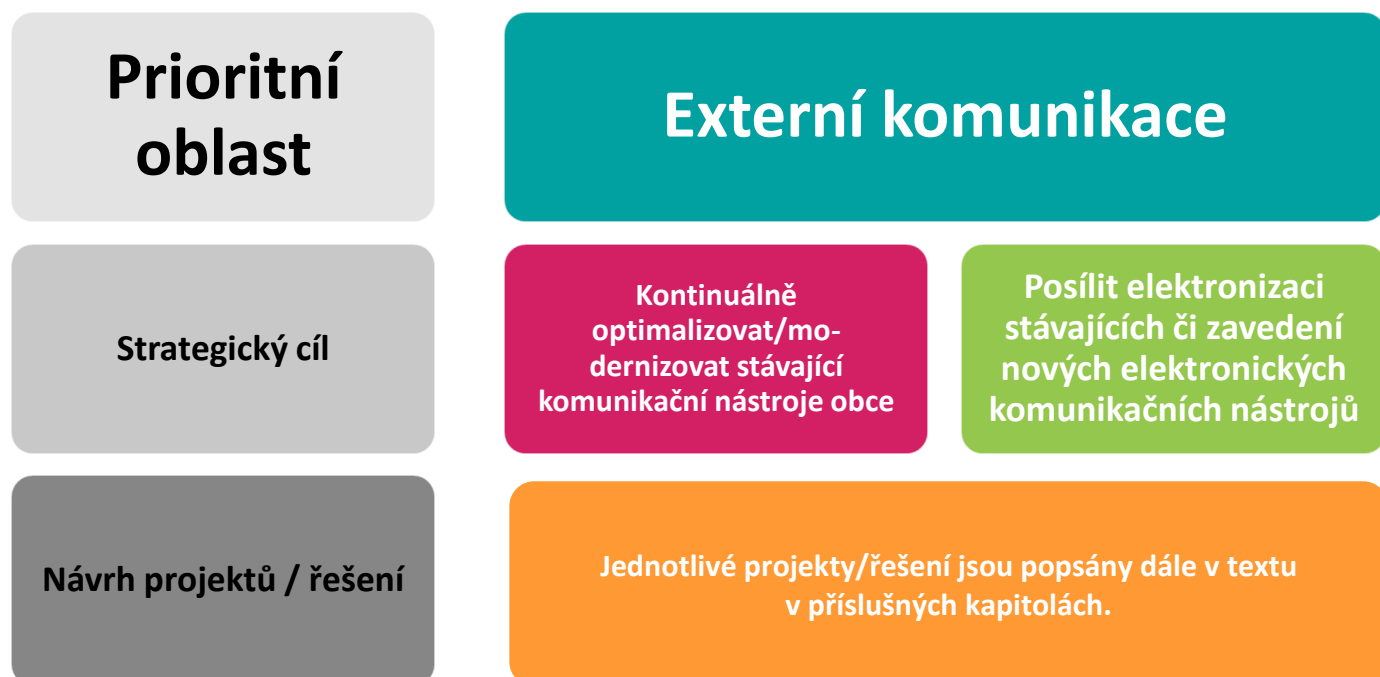 Prioritní
oblast
Externí komunikace
Strategický cíl
Kontinuálně
optimalizovat/mo-
dernizovat stávající
komunikační nástroje obce
Posílit elektronizaci
stávajících či zavedení
nových elektronických
komunikačních nástrojů
Návrh projektů / řešení
Jednotlivé projekty/řešení jsou popsány dále v textu
v příslušných kapitolách.